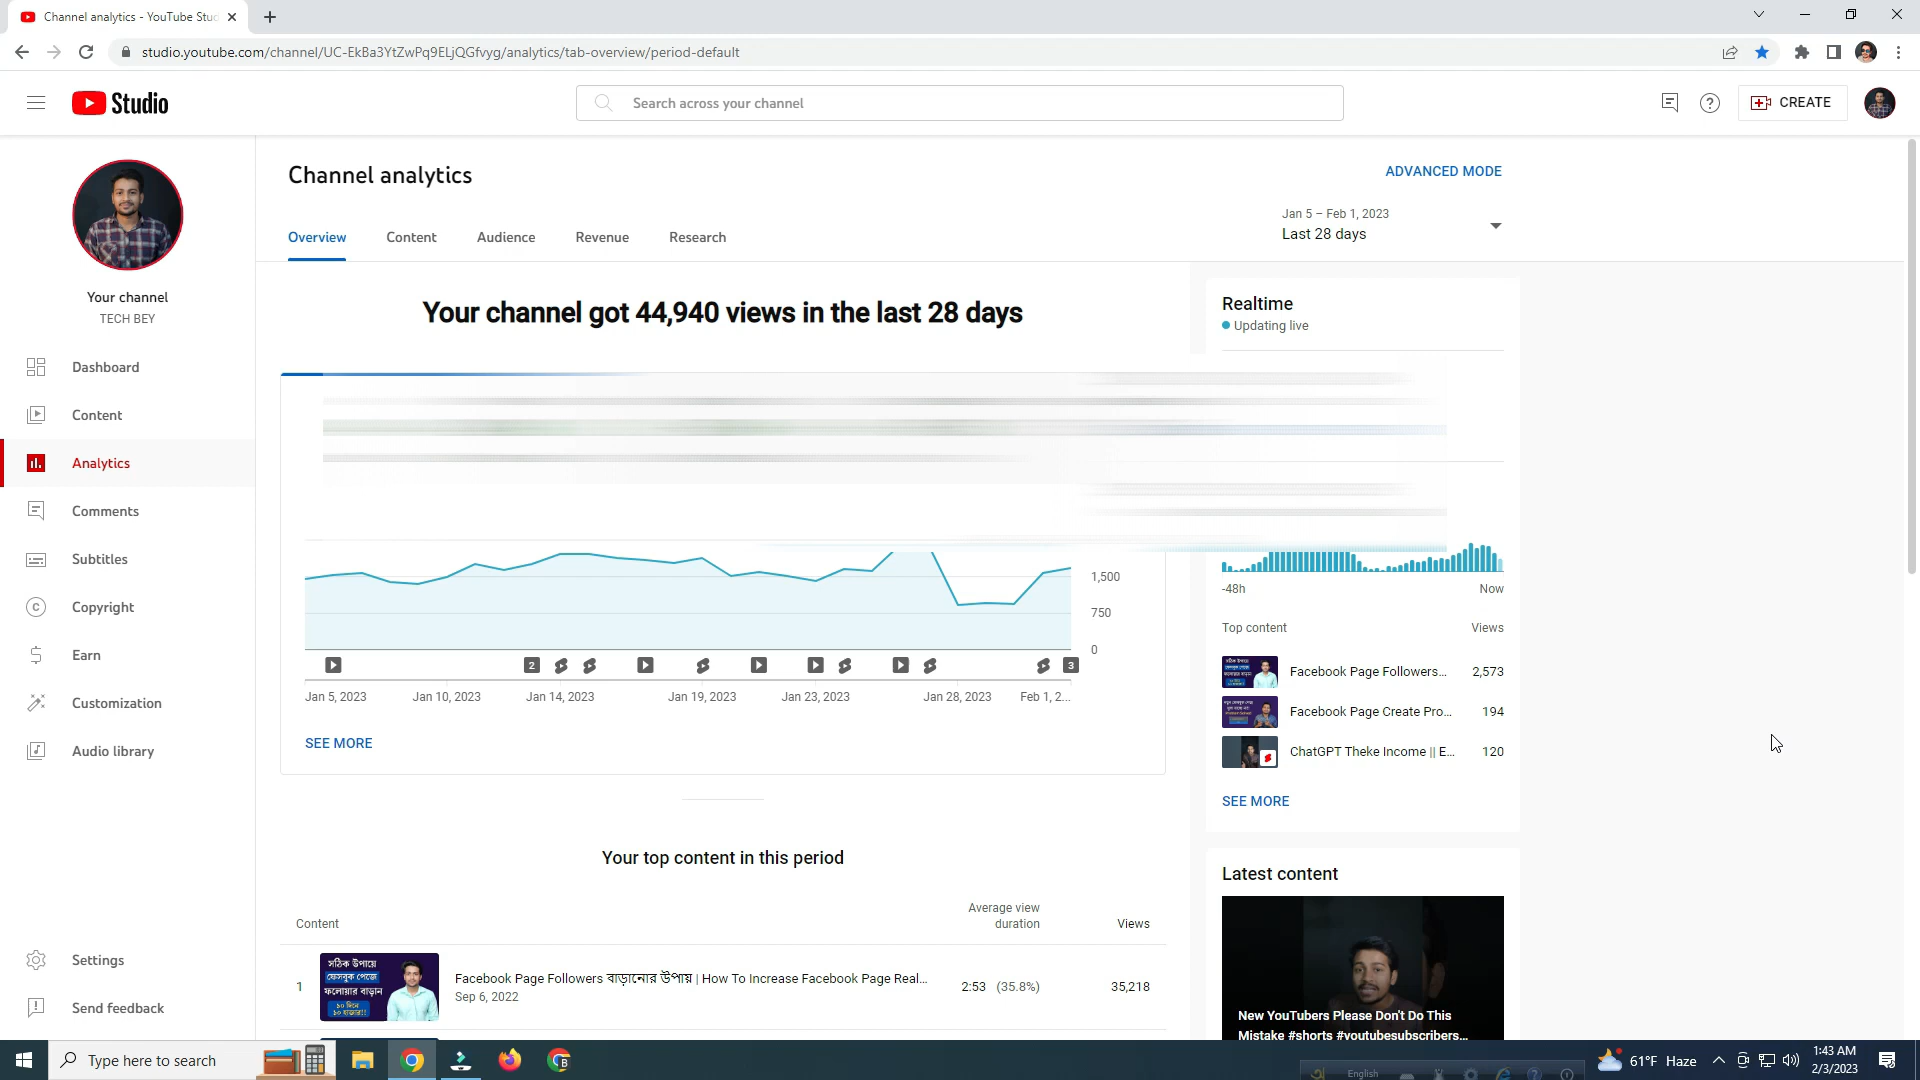 Channel analytics - YouTube Stu
studio.youtube.com/channel/UC-EkBa3YtZwPq9ELjQGfvyg/analytics/tab-overview/period-default
Studio
Search across your channel
CREATE
Your channel
TECH BEY
Dashboard
Content
Analytics
Comments
Subtitles
Copyright
Earn
Customization
Audio library
Settings
Send feedback
Channel analytics
ADVANCED MODE
Overview
Content
Audience
Revenue
Research
Jan 5 – Feb 1, 2023
Last 28 days
Your channel got 44,940 views in the last 28 days
1,500
750
0
2
3
Jan 5, 2023
Jan 10, 2023
Jan 14, 2023
Jan 19, 2023
Jan 23, 2023
Jan 28, 2023
Feb 1, 2...
SEE MORE
Your top content in this period
Content
Average view
duration
Views
1
সঠিক উপায়ে
ফেসবুক পেজে
ফলোয়ার বাড়ান
১০ দিনে
১০ হাজার!!
Facebook Page Followers বাড়ানোর উপায় | How To Increase Facebook Page Real...
Sep 6, 2022
2:53 (35.8%)
35,218
Realtime
Updating live
-48h
Now
Top content
Views
Facebook Page Followers...
2,573
Facebook Page Create Pro...
194
ChatGPT Theke Income || E...
120
SEE MORE
Latest content
New YouTubers Please Don't Do This
Mistake #shorts #youtubesubscribers...
Type here to search
English
61°F Haze
1:43 AM
2/3/2023